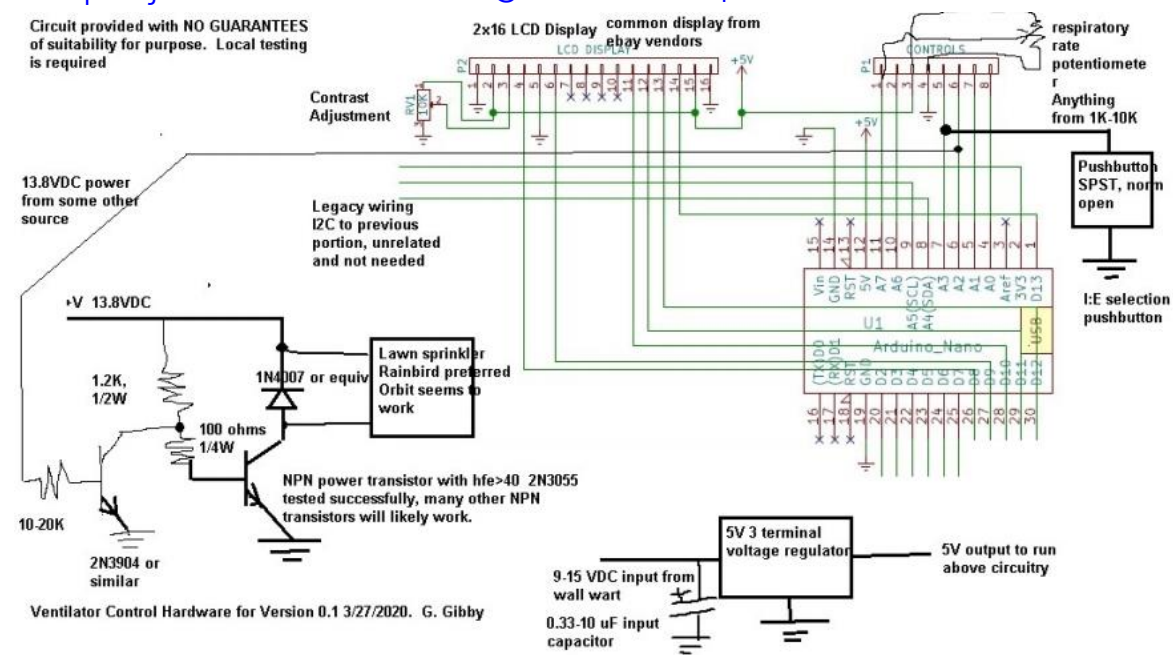 Circuit provided with NO GUARANTEES
of suitability for purpose. Local testing
is required
2x16 LCD Display
common display from
ebay vendors
LCD DISPLAY
P2
1 2 3 4 5 6 7 8 9 10 11 12 13 14 15 16
+5V
CONTROLS
P1
1 2 3 4 5 6 7 8
respiratory
rate
potentiomete
r
Anything
from 1K-10K
Contrast
Adjustment
RV1
10K
1
2
3
+5V
Pushbutton
SPST, norm
open
I:E selection
pushbutton
13.8VDC power
from some other
source
Legacy wiring
I2C to previous
portion, unrelated
and not needed
15 14 13 12 11 10 9 8 7 6 5 4 3 2 1
Vin GND RST 5V A7 A6 A5(SCL) A4(SDA) A3 A2 A1 A0 Aref 3V3 D13
U1
Arduino_Nano
USB
(TX)D0 (RX)D1 RST GND D2 D3 D4 D5 D6 D7 D8 D9 D10 D11 D12
16 17 18 19 20 21 22 23 24 25 26 27 28 29 30
+V 13.8VDC
1.2K,
1/2W
1N4007 or equiv
Lawn sprinkler
Rainbird preferred
Orbit seems to
work
100 ohms
1/4W
NPN power transistor with hfe>40 2N3055
tested successfully, many other NPN
transistors will likely work.
10-20K
2N3904 or
similar
5V 3 terminal
voltage regulator
5V output to run
above circuitry
9-15 VDC input from
wall wart
+
0.33-10 uF input
capacitor
Ventilator Control Hardware for Version 0.1 3/27/2020. G. Gibby